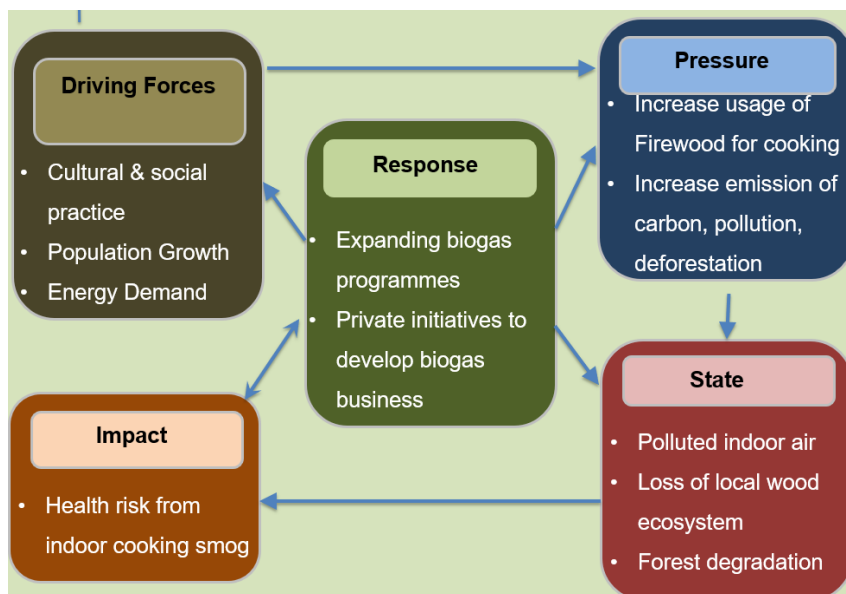 Driving Forces
• Cultural & social
practice
• Population Growth
• Energy Demand
Pressure
• Increase usage of
Firewood for cooking
• Increase emission of
carbon, pollution,
deforestation
Response
• Expanding biogas
programmes
• Private initiatives to
develop biogas
business
State
• Polluted indoor air
• Loss of local wood
ecosystem
• Forest degradation
Impact
• Health risk from
indoor cooking smog